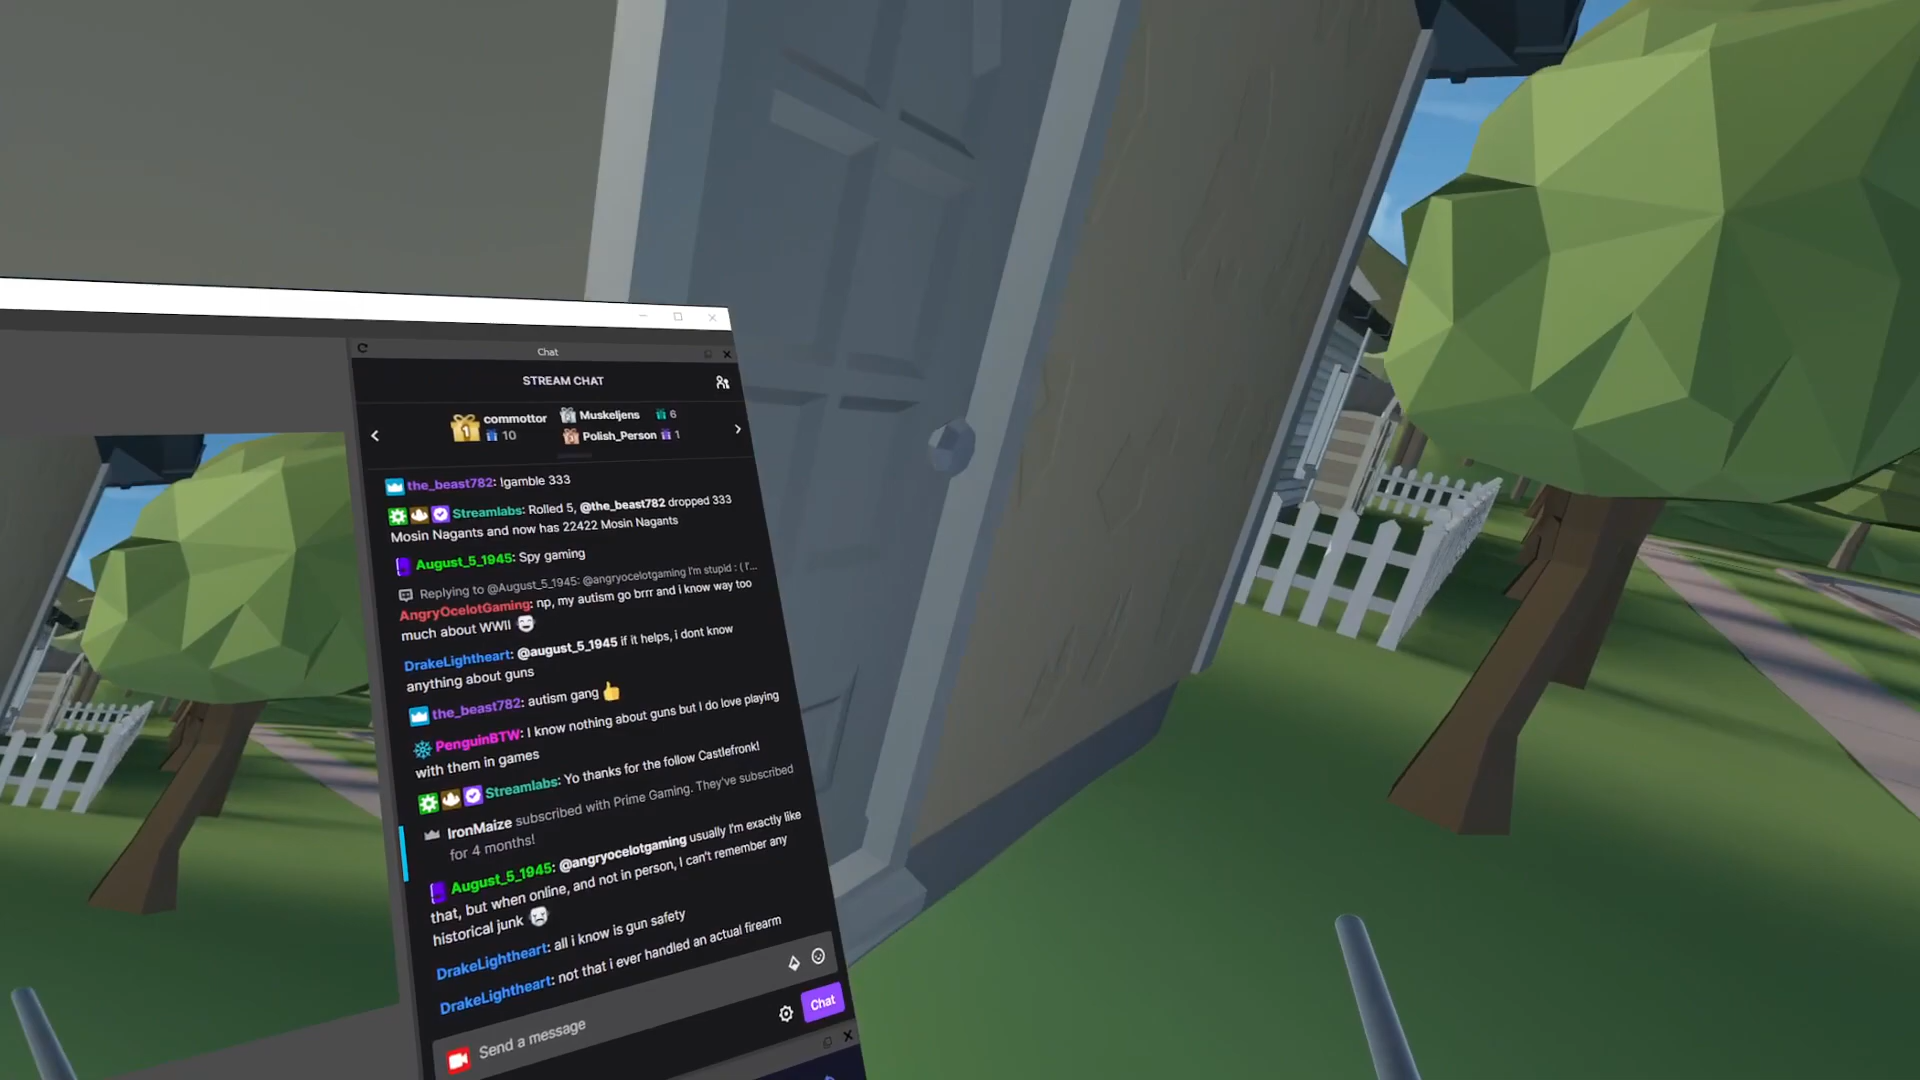 Chat
STREAM CHAT
1 commottor
10
2 Muskeljens 6
3 Polish_Person 1
the_beast782: !gamble 333
Streamlabs: Rolled 5, @the_beast782 dropped 333
Mosin Nagants and now has 22422 Mosin Nagants
August_5_1945: Spy gaming
Replying to @August_5_1945: @angryocelotgaming I'm stupid : ( I'...
AngryOcelotGaming: np, my autism go brrr and i know way too
much about WWII
DrakeLightheart: @august_5_1945 if it helps, i dont know
anything about guns
the_beast782: autism gang 👍
PenguinBTW: I know nothing about guns but I do love playing
with them in games
Streamlabs: Yo thanks for the follow Castlefronk!
IronMaize subscribed with Prime Gaming. They've subscribed
for 4 months!
August_5_1945: @angryocelotgaming usually I'm exactly like
that, but when online, and not in person, I can't remember any
historical junk
DrakeLightheart: all i know is gun safety
DrakeLightheart: not that i ever handled an actual firearm
Send a message
Chat